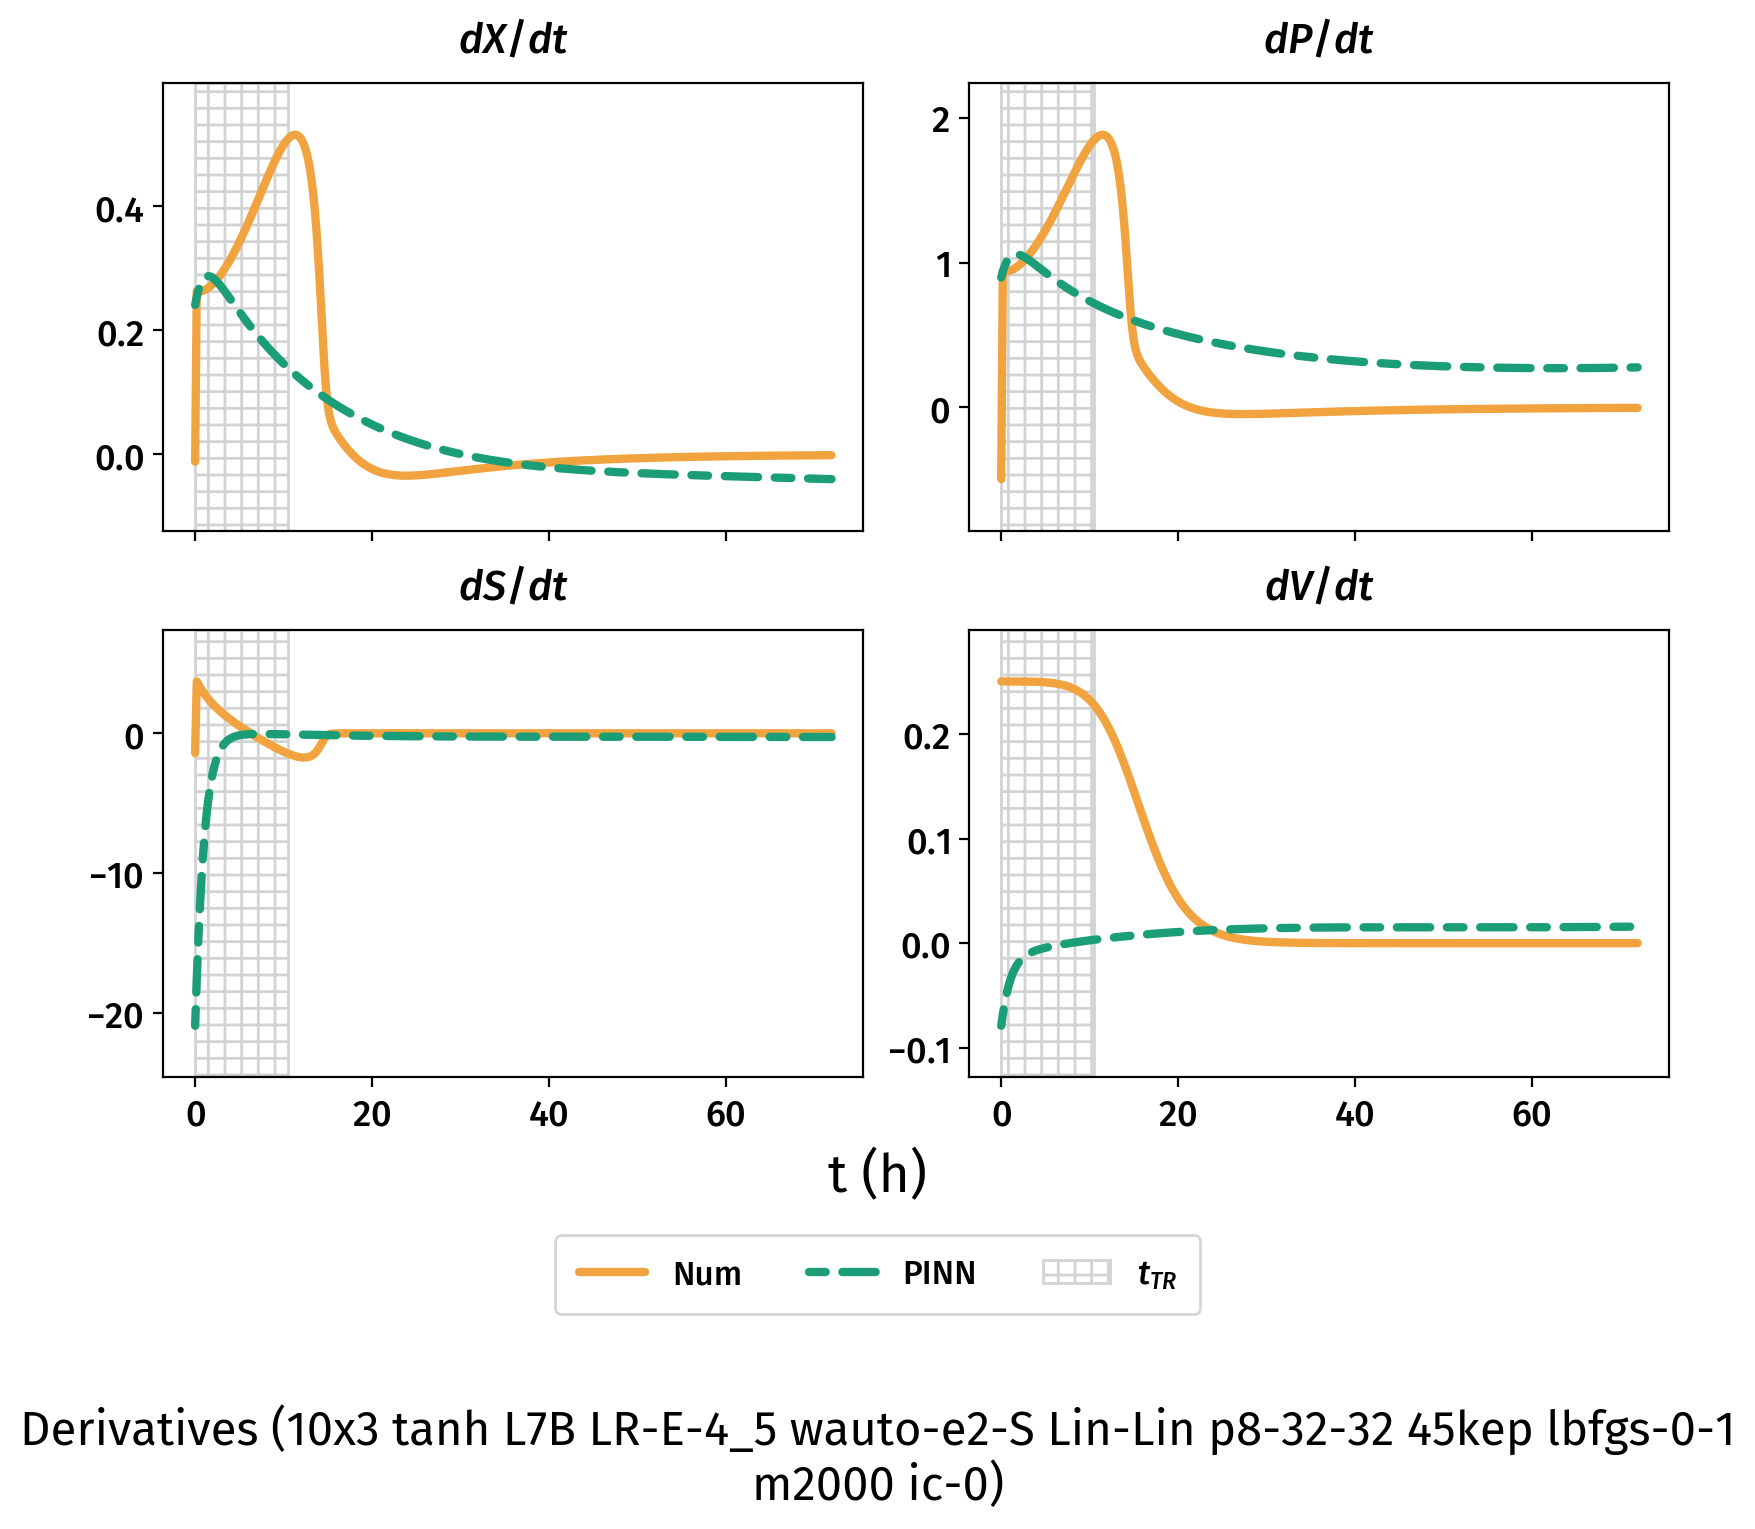 dX/dt
dP/dt
0.4
0.2
0.0
2
1
0
dS/dt
dV/dt
0
−10
−20
0.2
0.1
0.0
−0.1
0 20 40 60
0 20 40 60
t (h)
Num PINN tTR
Derivatives (10x3 tanh L7B LR-E-4_5 wauto-e2-S Lin-Lin p8-32-32 45kep lbfgs-0-1
m2000 ic-0)